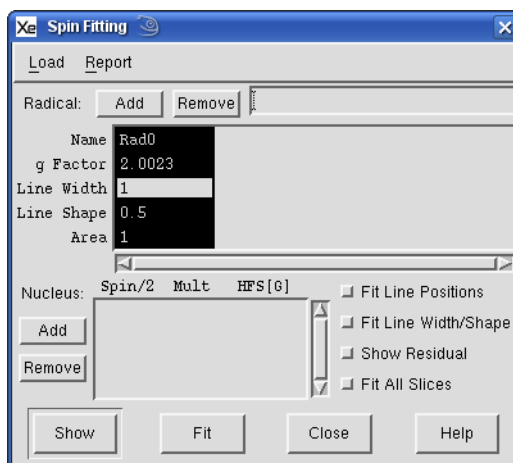 Xe Spin Fitting
Load Report
Radical: Add Remove
Name Rad0
g Factor 2.0023
Line Width 1
Line Shape 0.5
Area 1
Nucleus: Spin/2 Mult HFS[G]
Add
Remove
Fit Line Positions
Fit Line Width/Shape
Show Residual
Fit All Slices
Show Fit Close Help